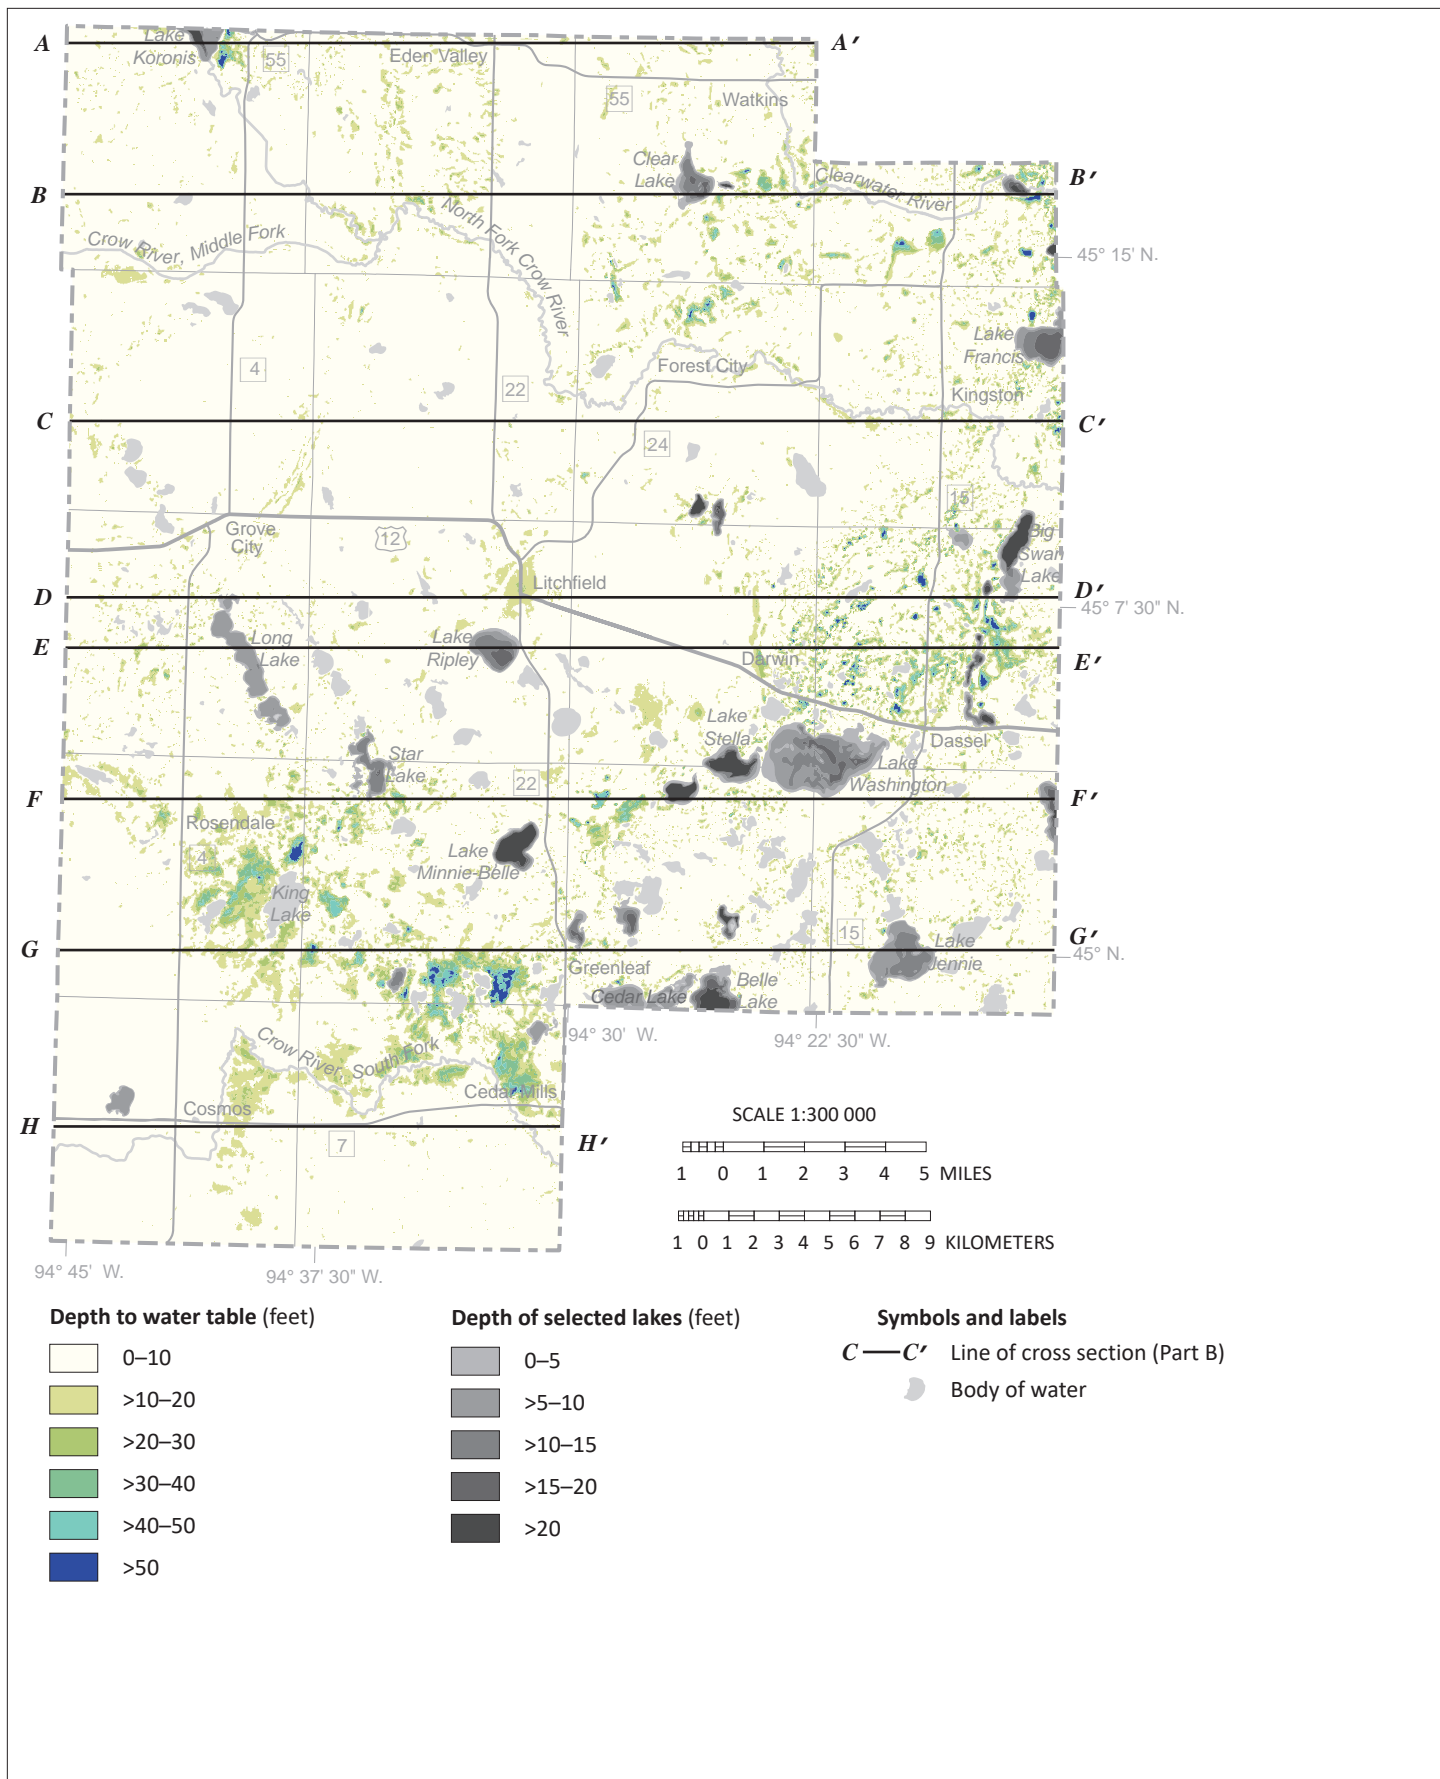 A
A′
Lake
Koronis
55
Eden Valley
55
Watkins
Clear
Lake
Clearwater River
B
B′
North Fork Crow River
Crow River, Middle Fork
45° 15' N.
Lake
Francis
4
22
Forest City
Kingston
C
C′
24
15
Grove
City
12
Big
Swan
Lake
Litchfield
D
D′
45° 7' 30" N.
E
Long
Lake
Lake
Ripley
Darwin
E′
Lake
Stella
Dassel
Star
Lake
22
Lake
Washington
F
F′
Rosendale
4
Lake
Minnie-Belle
King
Lake
15
G
G′
Lake
Jennie
45° N.
Greenleaf
Cedar Lake
Belle
Lake
94° 30' W.
94° 22' 30" W.
Crow River, South Fork
Cedar Mills
Cosmos
H
H′
7
SCALE 1:300 000
1 0 1 2 3 4 5 MILES
1 0 1 2 3 4 5 6 7 8 9 KILOMETERS
94° 45' W.
94° 37' 30" W.
Depth to water table (feet)
0–10
>10–20
>20–30
>30–40
>40–50
>50
Depth of selected lakes (feet)
0–5
>5–10
>10–15
>15–20
>20
Symbols and labels
C C′ Line of cross section (Part B)
Body of water